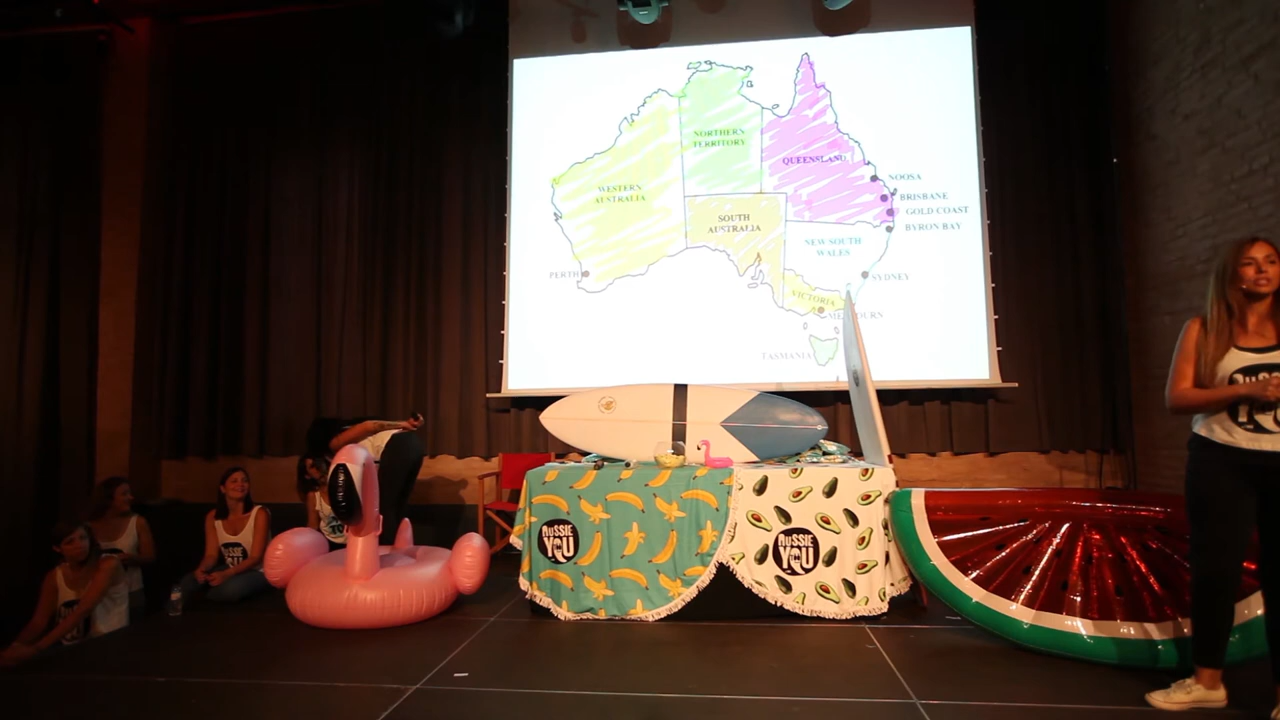 NORTHERN
TERRITORY
QUEENSLAND
WESTERN
AUSTRALIA
SOUTH
AUSTRALIA
NEW SOUTH
WALES
VICTORIA
NOOSA
BRISBANE
GOLD COAST
BYRON BAY
SYDNEY
PERTH
TASMANIA
AUSSIE
YOU
AUSSIE
YOU
AUSSIE